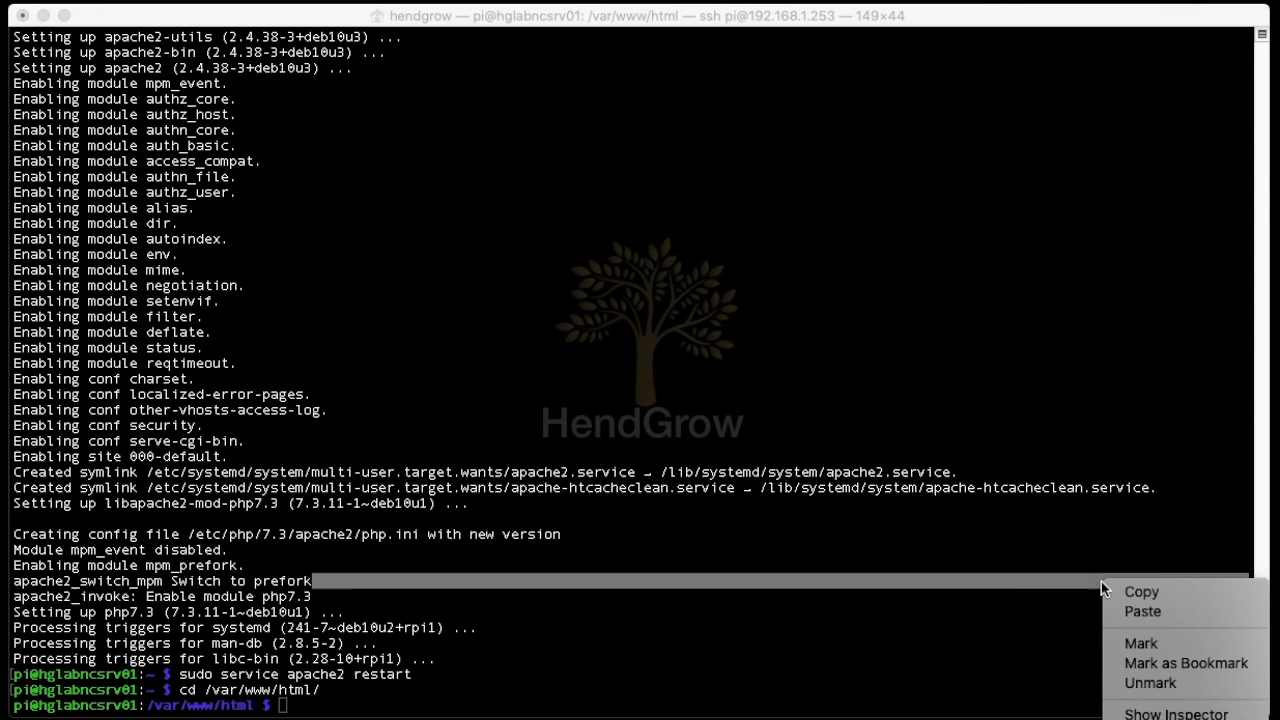 hendgrow — pi@hglabncsrv01: /var/www/html — ssh pi@192.168.1.253 — 149×44
Setting up apache2-utils (2.4.38-3+deb10u3) ...
Setting up apache2-bin (2.4.38-3+deb10u3) ...
Setting up apache2 (2.4.38-3+deb10u3) ...
Enabling module mpm_event.
Enabling module authz_core.
Enabling module authz_host.
Enabling module authn_core.
Enabling module auth_basic.
Enabling module access_compat.
Enabling module authn_file.
Enabling module authz_user.
Enabling module alias.
Enabling module dir.
Enabling module autoindex.
Enabling module env.
Enabling module mime.
Enabling module negotiation.
Enabling module setenvif.
Enabling module filter.
Enabling module deflate.
Enabling module status.
Enabling module reqtimeout.
Enabling conf charset.
Enabling conf localized-error-pages.
Enabling conf other-vhosts-access-log.
HendGrow
Enabling conf security.
Enabling conf serve-cgi-bin.
Enabling site 000-default.
Created symlink /etc/systemd/system/multi-user.target.wants/apache2.service → /lib/systemd/system/apache2.service.
Created symlink /etc/systemd/system/multi-user.target.wants/apache-htcacheclean.service → /lib/systemd/system/apache-htcacheclean.service.
Setting up libapache2-mod-php7.3 (7.3.11-1~deb10u1) ...
Creating config file /etc/php/7.3/apache2/php.ini with new version
Module mpm_event disabled.
Enabling module mpm_prefork.
apache2_switch_mpm Switch to prefork
apache2_invoke: Enable module php7.3
Setting up php7.3 (7.3.11-1~deb10u1) ...
Processing triggers for systemd (241-7~deb10u2+rpi1) ...
Processing triggers for man-db (2.8.5-2) ...
Processing triggers for libc-bin (2.28-10+rpi1) ...
[pi@hglabncsrv01:~ $ sudo service apache2 restart
[pi@hglabncsrv01:~ $ cd /var/www/html/
pi@hglabncsrv01:/var/www/html $
Copy
Paste
Mark
Mark as Bookmark
Unmark
Show Inspector